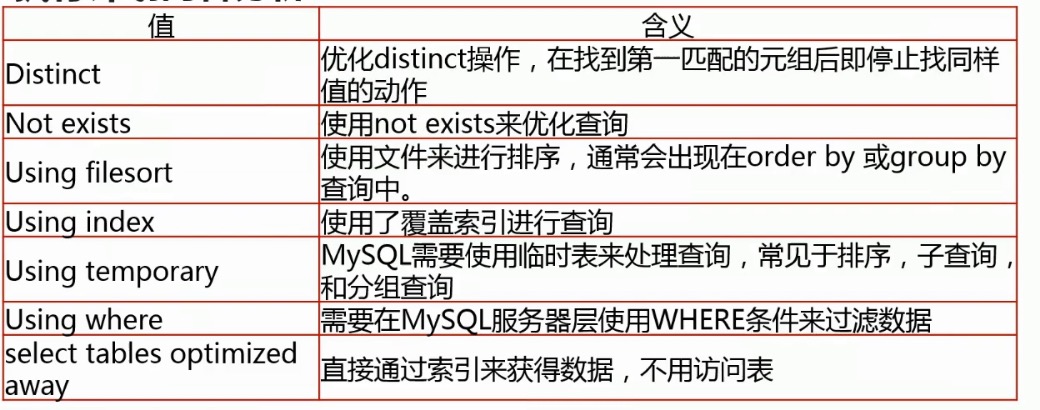 值 含义
Distinct
优化distinct操作，在找到第一匹配的元组后即停止找同样
值的动作
Not exists
使用not exists来优化查询
Using filesort
使用文件来进行排序，通常会出现在order by 或group by
查询中。
Using index
使用了覆盖索引进行查询
Using temporary
MySQL需要使用临时表来处理查询，常见于排序，子查询，
和分组查询
Using where
需要在MySQL服务器层使用WHERE条件来过滤数据
select tables optimized
away
直接通过索引来获得数据，不用访问表